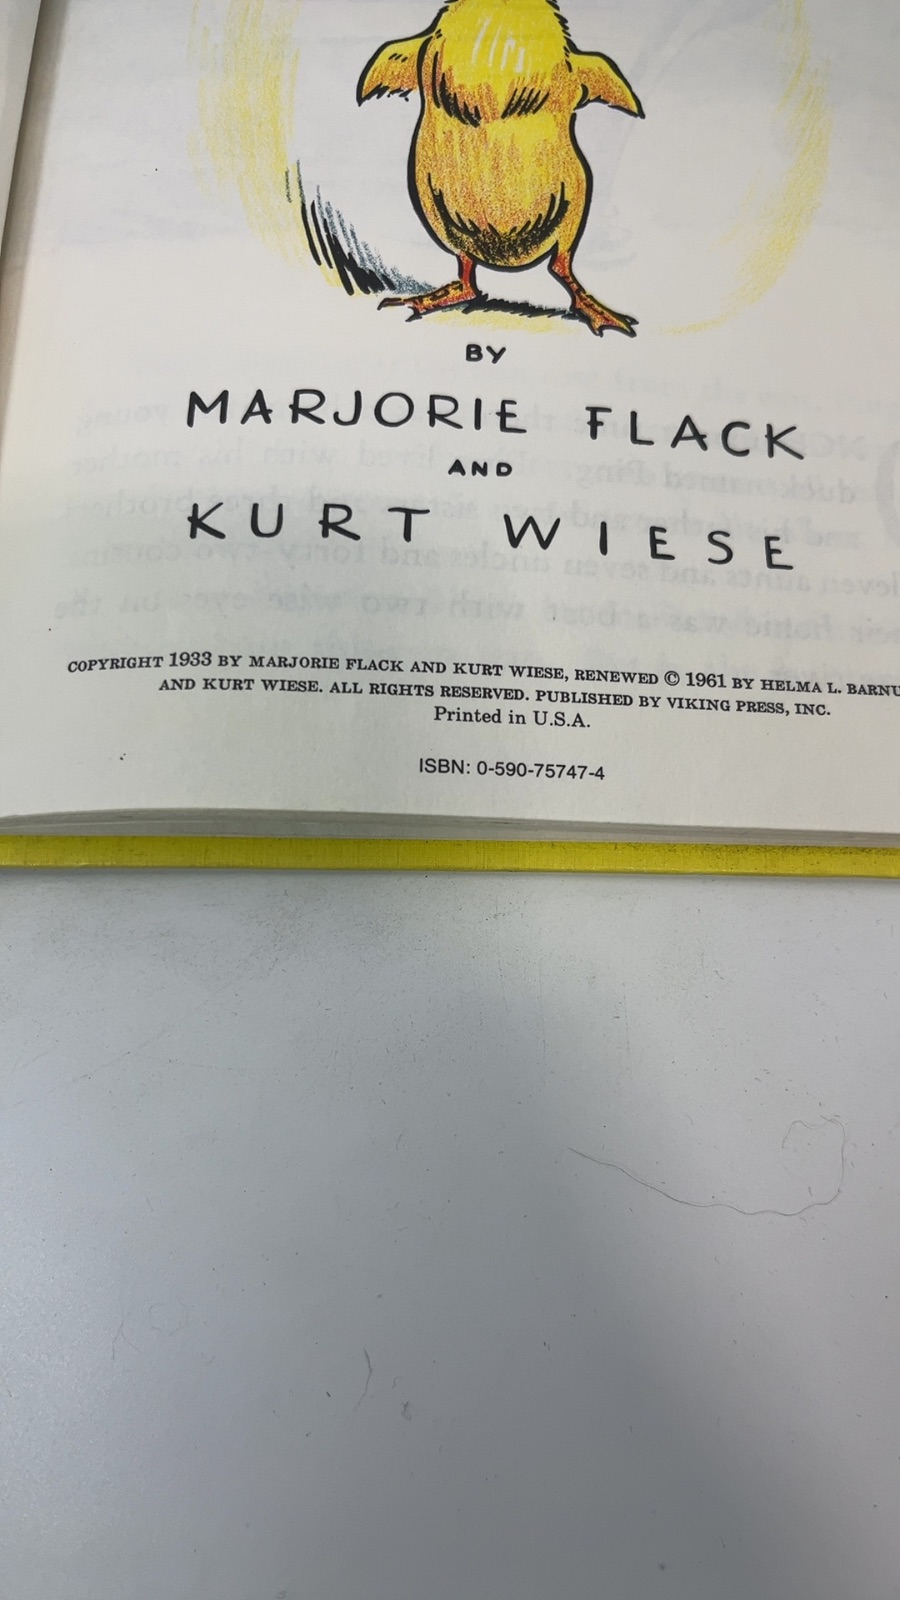 BY
MARJORIE FLACK
AND
KURT WIESE
COPYRIGHT 1933 BY MARJORIE FLACK AND KURT WIESE, RENEWED © 1961 BY HELMA L. BARNU
AND KURT WIESE. ALL RIGHTS RESERVED. PUBLISHED BY VIKING PRESS, INC.
Printed in U.S.A.
ISBN: 0-590-75747-4